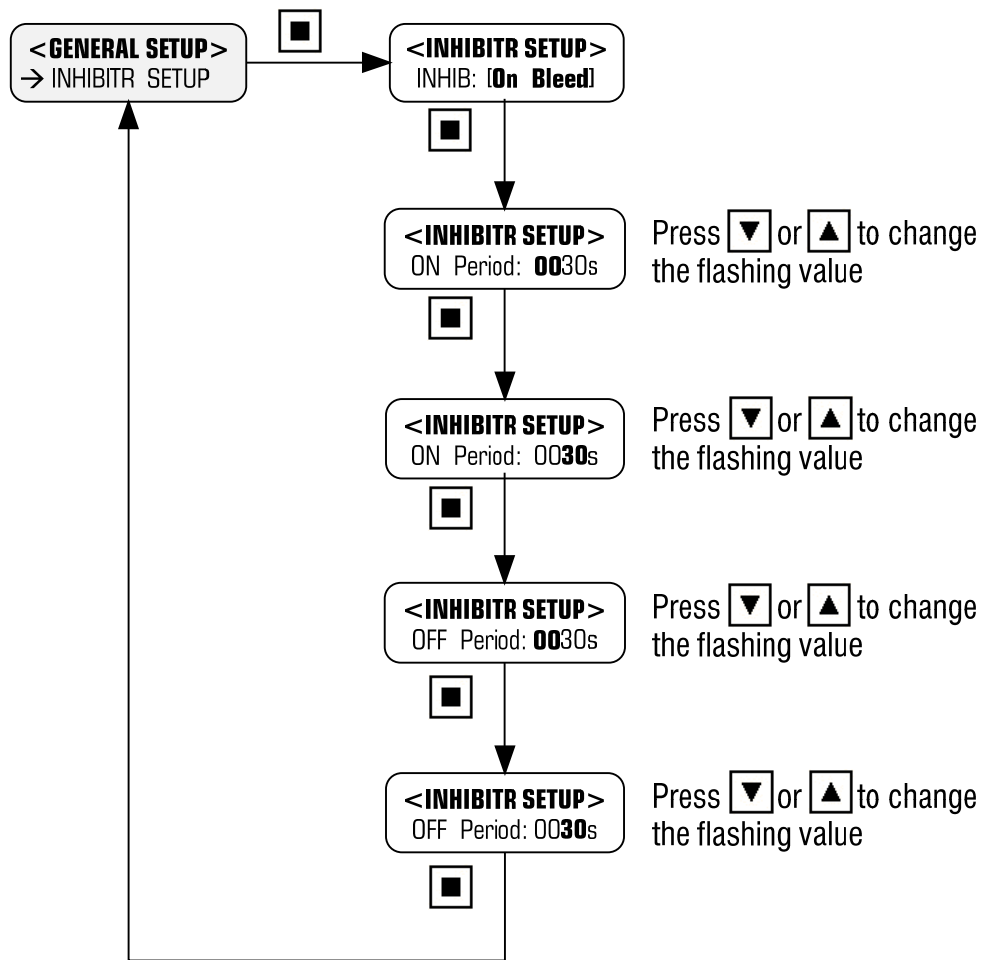 <GENERAL SETUP>
→ INHIBITR SETUP
<INHIBITR SETUP>
INHIB: [On Bleed]
<INHIBITR SETUP>
ON Period: 0030s
Press ▼ or ▲ to change
the flashing value
<INHIBITR SETUP>
ON Period: 0030s
Press ▼ or ▲ to change
the flashing value
<INHIBITR SETUP>
OFF Period: 0030s
Press ▼ or ▲ to change
the flashing value
<INHIBITR SETUP>
OFF Period: 0030s
Press ▼ or ▲ to change
the flashing value